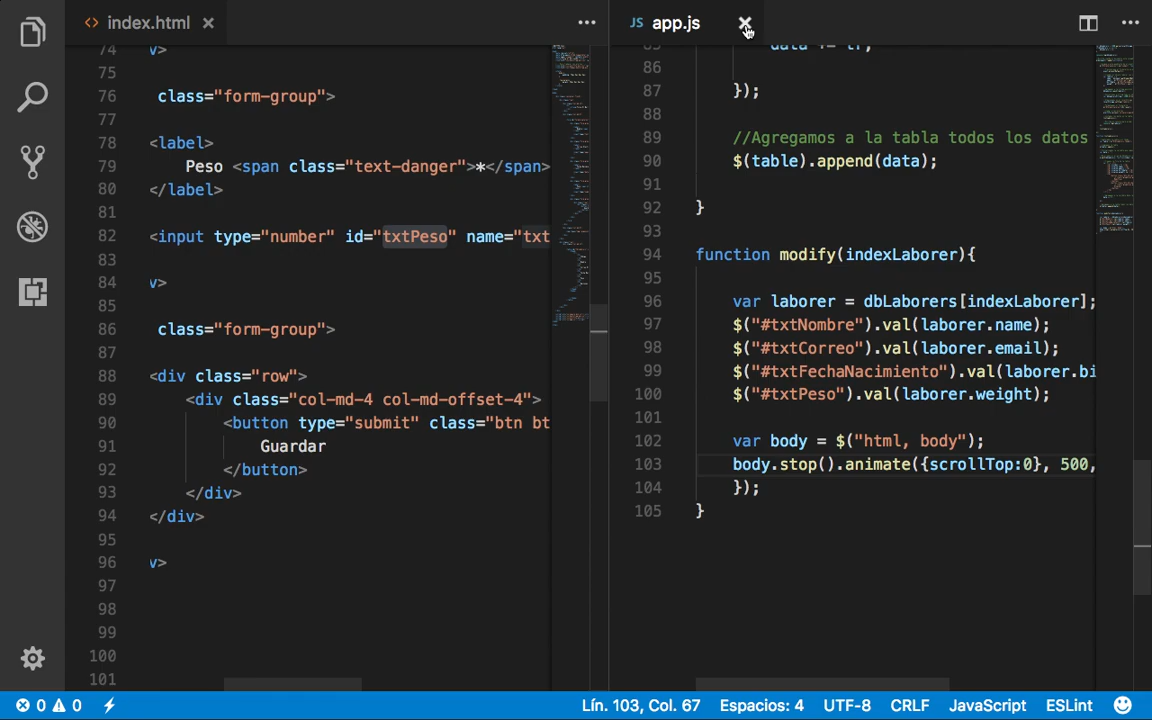 index.html
74 v>
75
76 class="form-group">
77
78 <label>
79 Peso <span class="text-danger">*</span>
80 </label>
81
82 <input type="number" id="txtPeso" name="txt
83
84 v>
85
86 class="form-group">
87
88 <div class="row">
89 <div class="col-md-4 col-md-offset-4">
90 <button type="submit" class="btn bt
91 Guardar
92 </button>
93 </div>
94 </div>
95
96 v>
97
98
99
100
101
JS app.js
85 data += tr;
86
87 });
88
89 //Agregamos a la tabla todos los datos
90 $(table).append(data);
91
92 }
93
94 function modify(indexLaborer){
95
96 var laborer = dbLaborers[indexLaborer];
97 $("#txtNombre").val(laborer.name);
98 $("#txtCorreo").val(laborer.email);
99 $("#txtFechaNacimiento").val(laborer.bi
100 $("#txtPeso").val(laborer.weight);
101
102 var body = $("html, body");
103 body.stop().animate({scrollTop:0}, 500,
104 });
105 }
0 0 Lín. 103, Col. 67 Espacios: 4 UTF-8 CRLF JavaScript ESLint